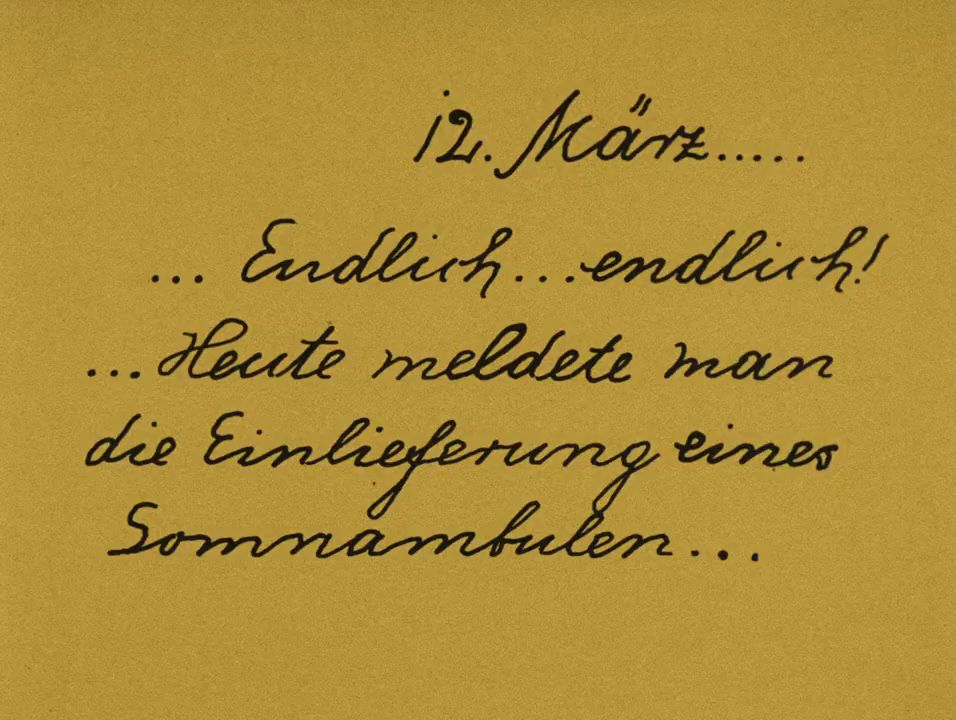 12. März.....
... Endlich...endlich!
...Heute meldete man
die Einlieferung eines
Somnambulen...